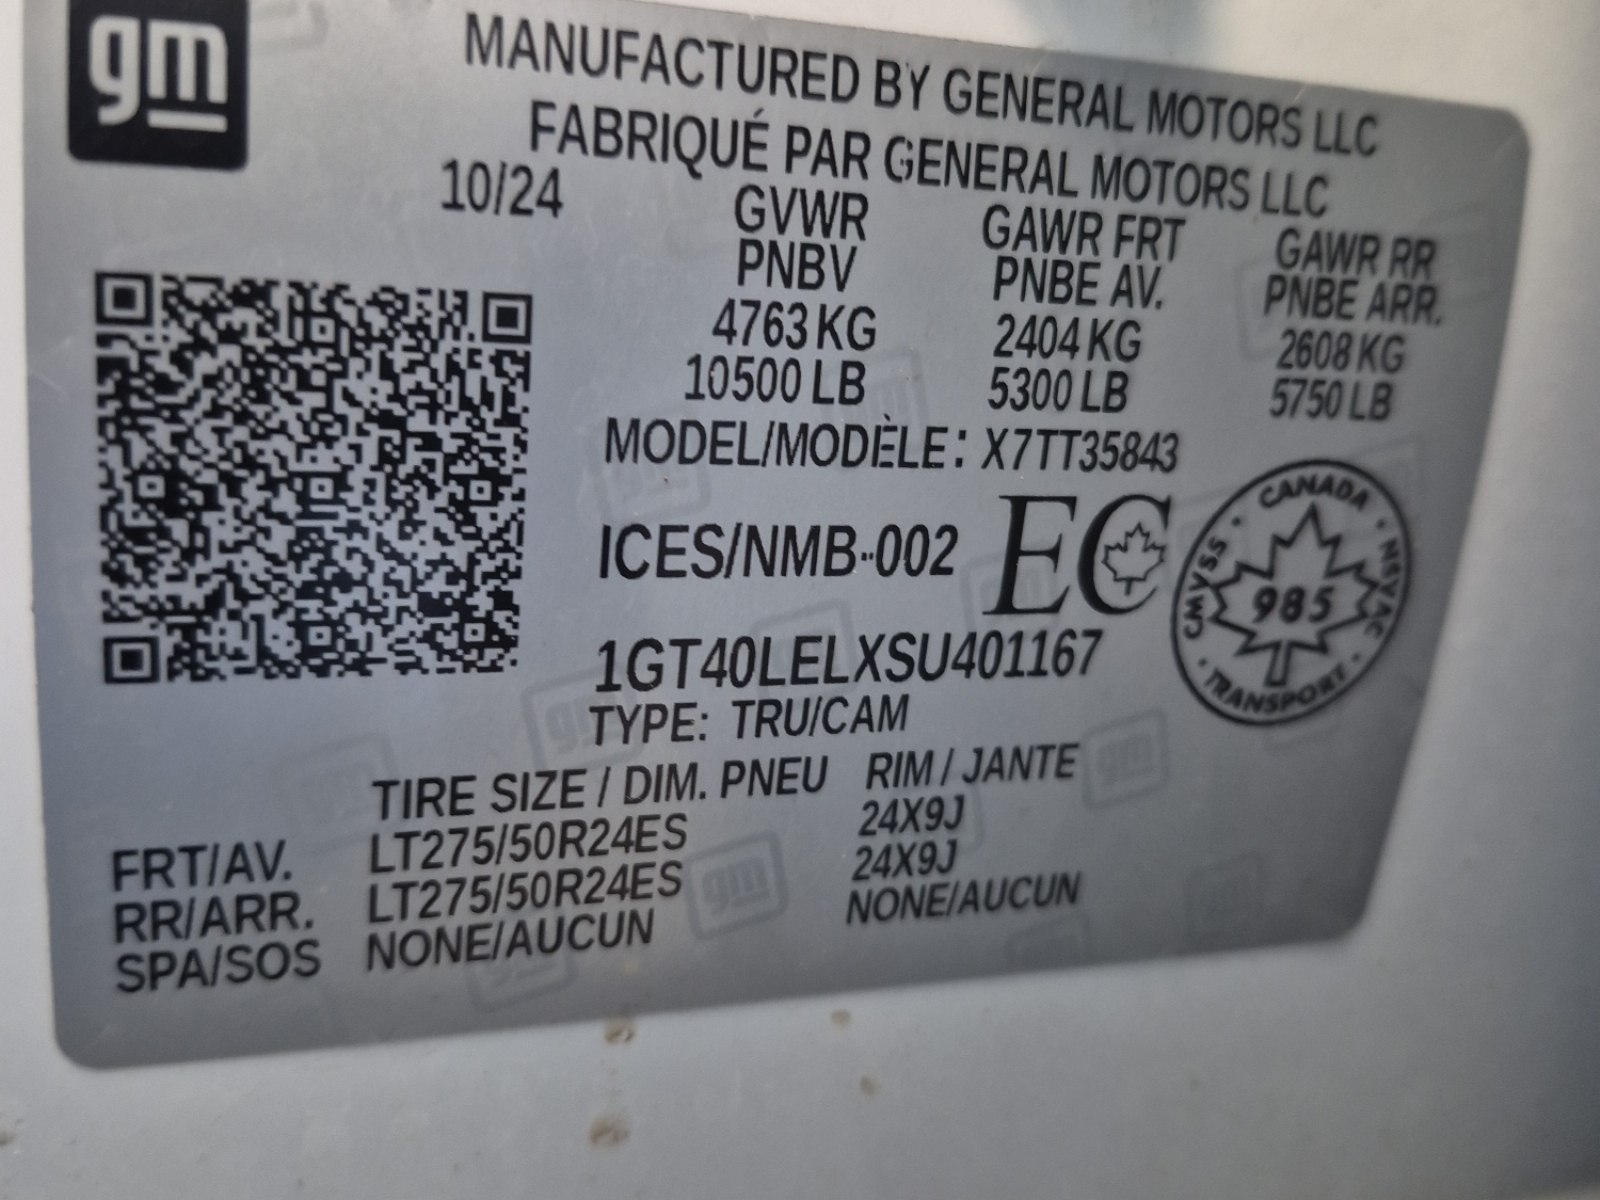 gm
MANUFACTURED BY GENERAL MOTORS LLC
FABRIQUÉ PAR GENERAL MOTORS LLC
10/24
GVWR GAWR FRT GAWR RR
PNBV PNBE AV. PNBE ARR.
4763 KG 2404 KG 2608 KG
10500 LB 5300 LB 5750 LB
MODEL/MODÈLE: X7TT35843
ICES/NMB-002 EC
CANADA · NSVAC · TRANSPORT · CMVSS ·
985
1GT40LELXSU401167
TYPE: TRU/CAM
TIRE SIZE / DIM. PNEU RIM / JANTE
FRT/AV. LT275/50R24ES 24X9J
RR/ARR. LT275/50R24ES 24X9J
SPA/SOS NONE/AUCUN NONE/AUCUN